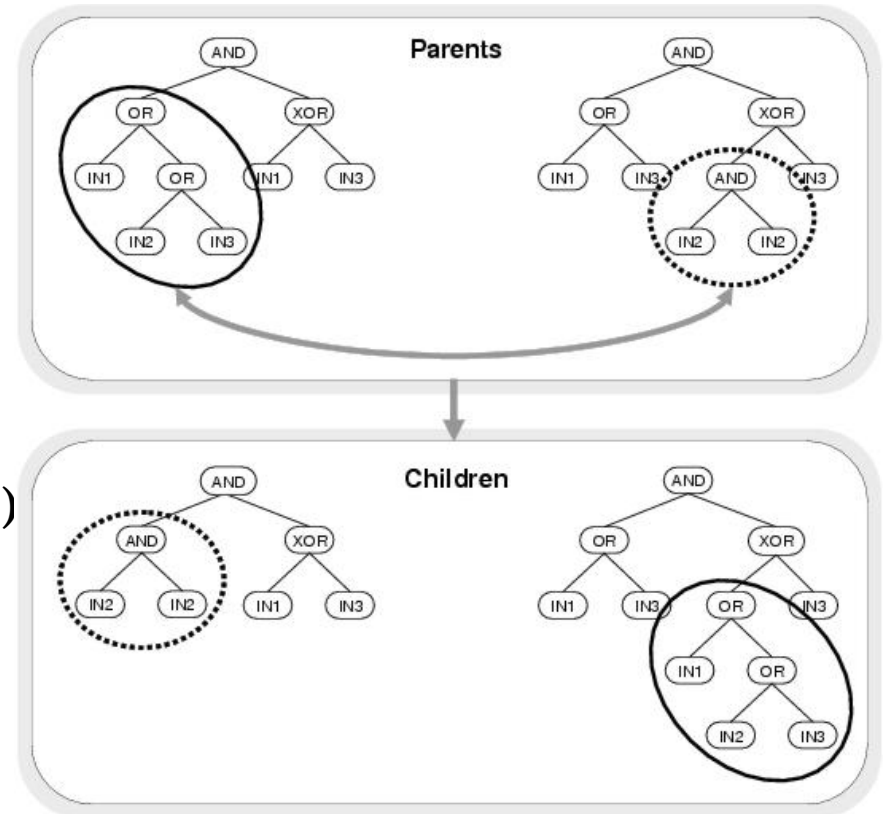 Parents
AND AND
OR XOR OR XOR
IN1 OR IN1 IN3 IN1 IN3 AND IN3
IN2 IN3 IN2 IN2
Children
AND AND
)
AND XOR OR XOR
IN2 IN2 IN1 IN3 IN1 IN3 OR IN3
IN1 OR
IN2 IN3